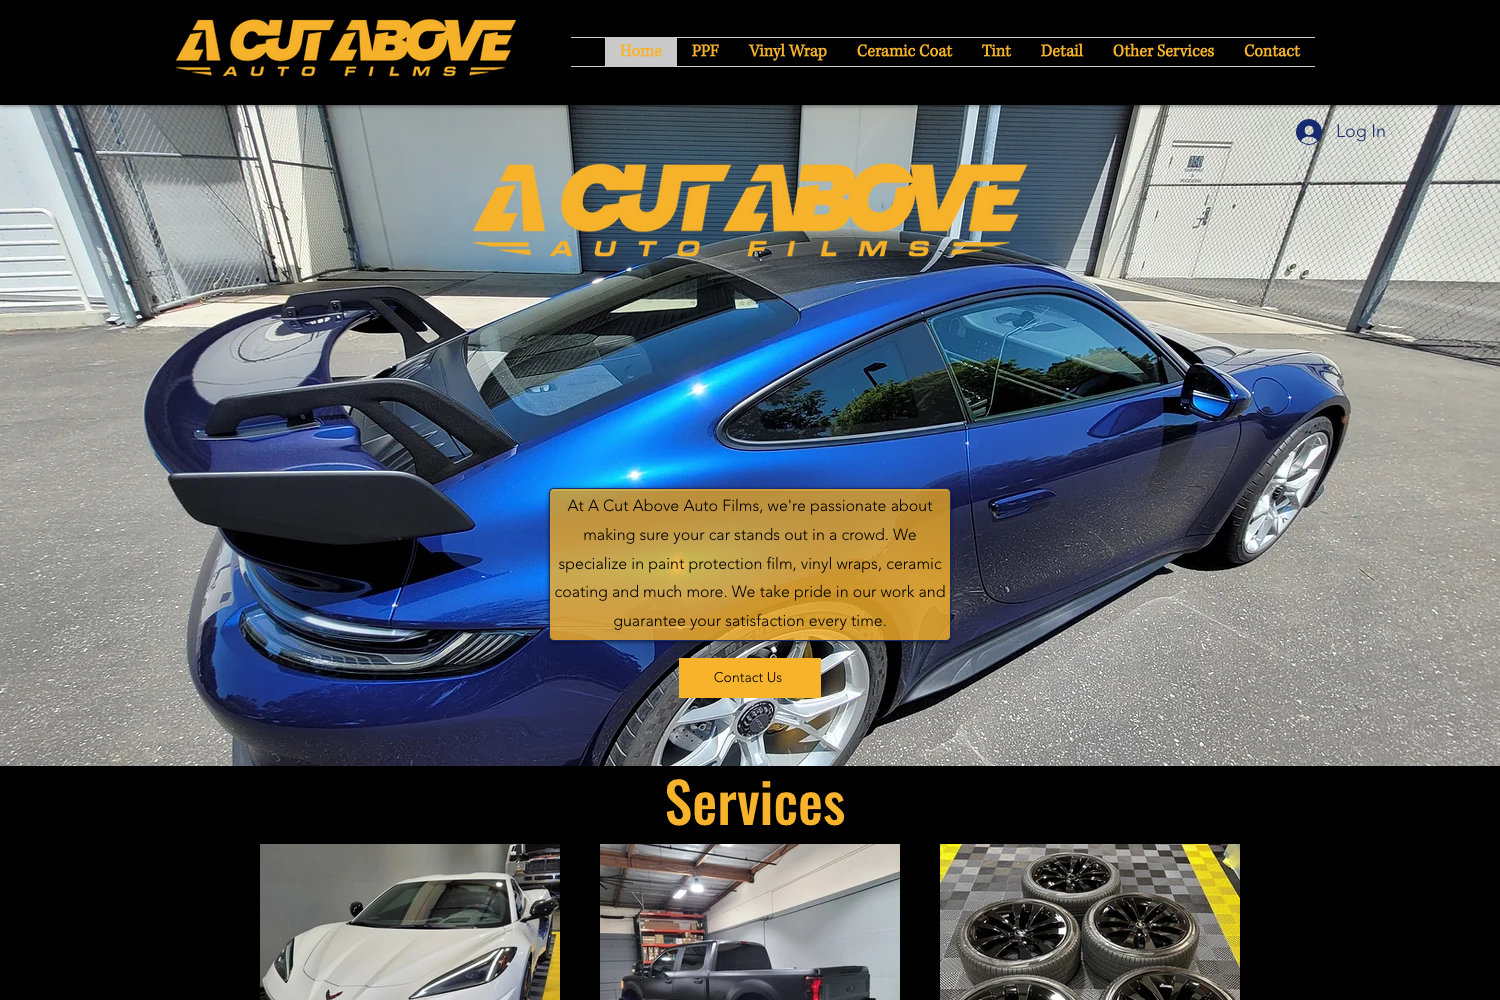 A CUT ABOVE
AUTO FILMS
Home PPF Vinyl Wrap Ceramic Coat Tint Detail Other Services Contact
Log In
A CUT ABOVE
AUTO FILMS
At A Cut Above Auto Films, we're passionate about
making sure your car stands out in a crowd. We
specialize in paint protection film, vinyl wraps, ceramic
coating and much more. We take pride in our work and
guarantee your satisfaction every time.
Contact Us
Services